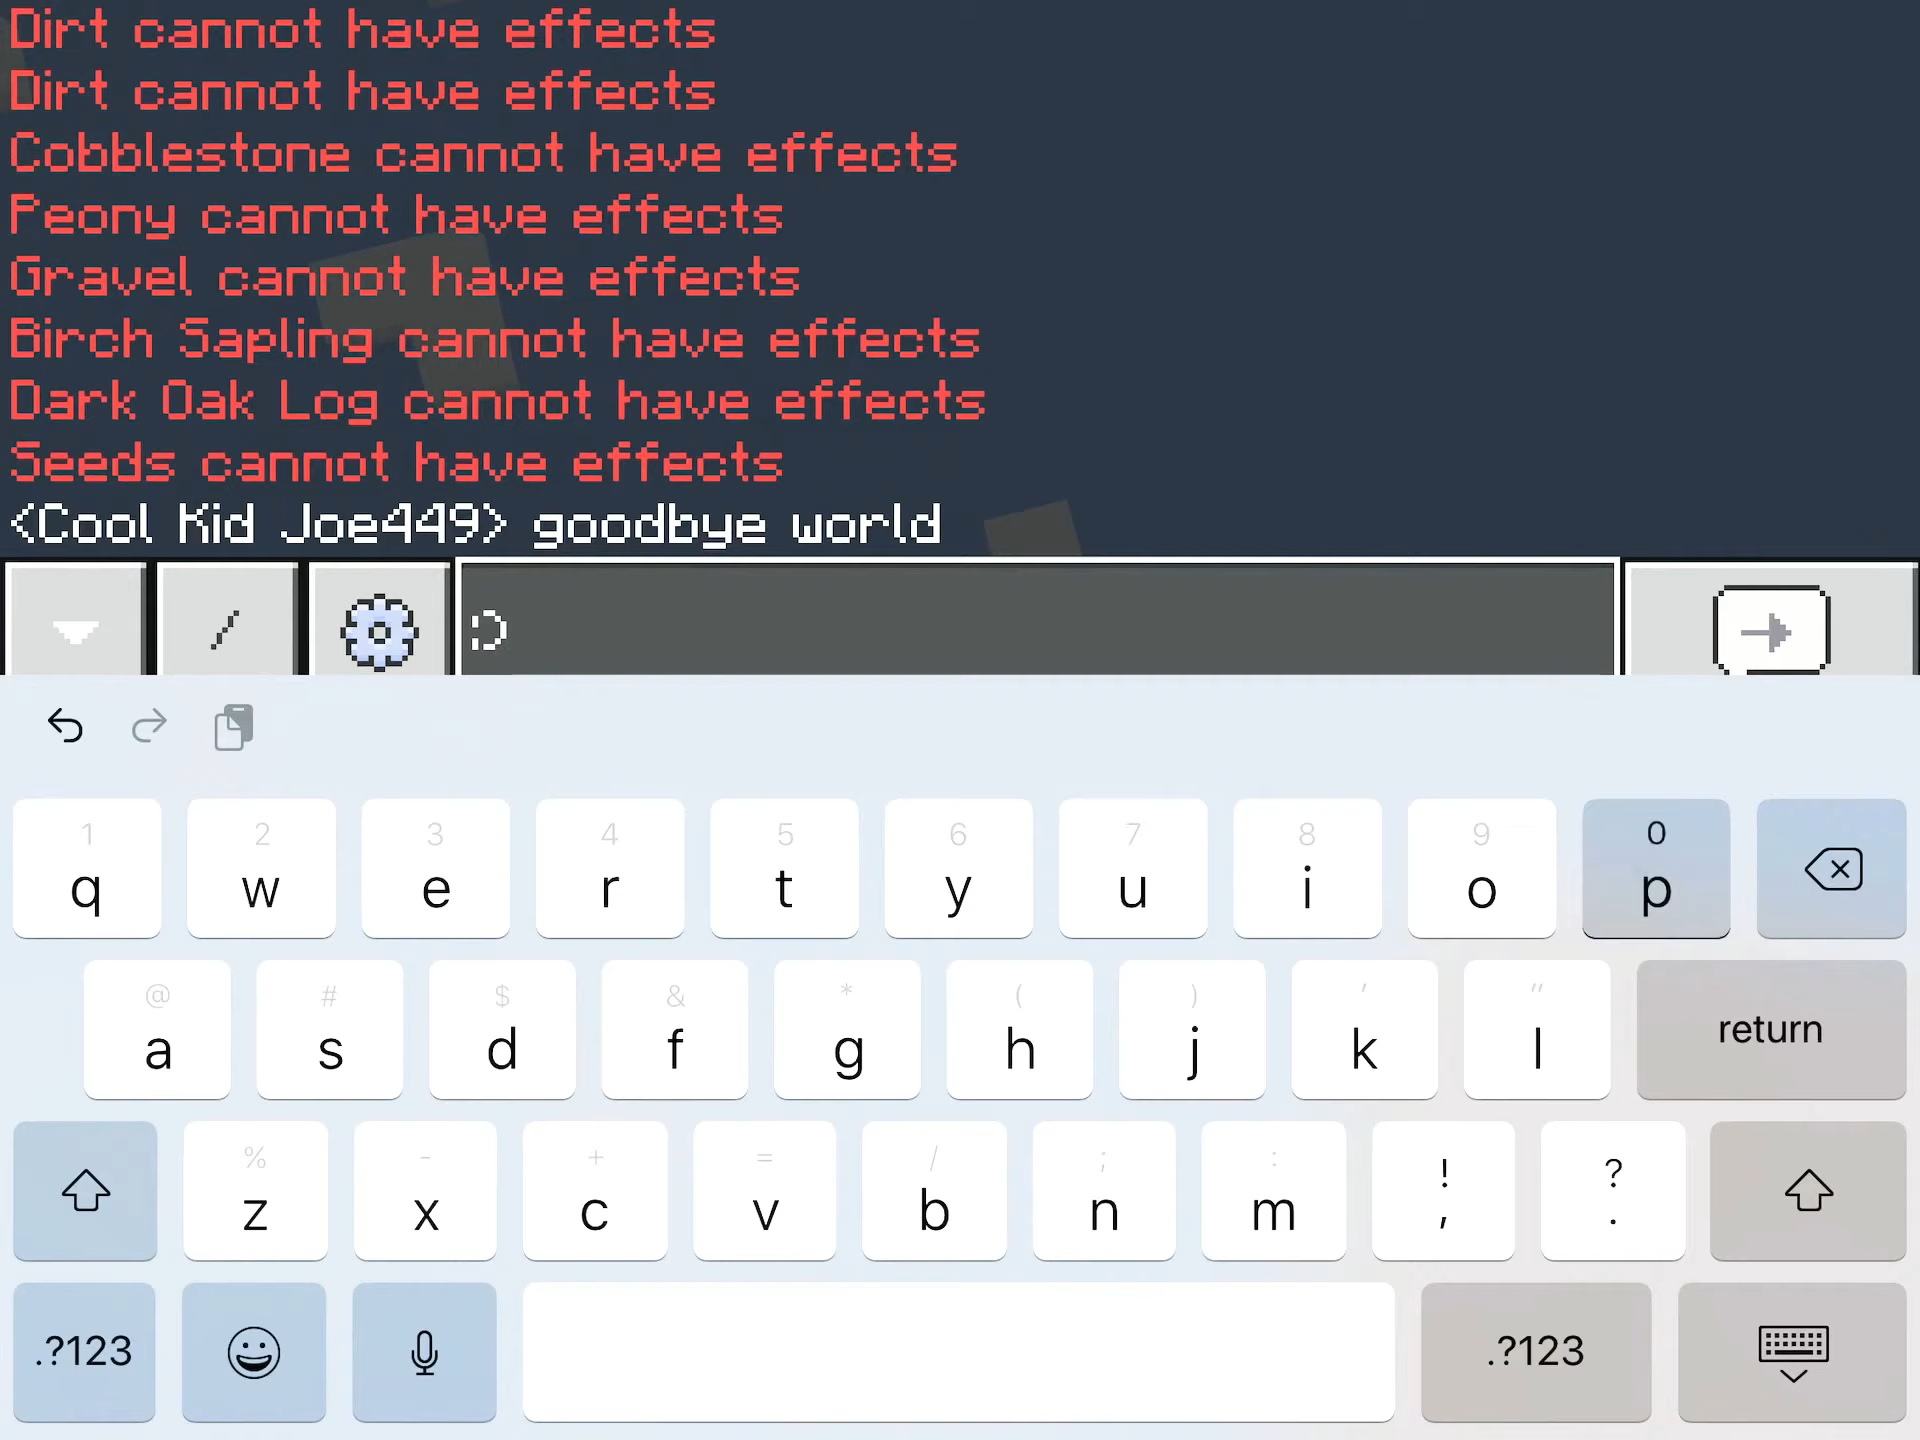 Dirt cannot have effects
Dirt cannot have effects
Cobblestone cannot have effects
Peony cannot have effects
Gravel cannot have effects
Birch Sapling cannot have effects
Dark Oak Log cannot have effects
Seeds cannot have effects
<Cool Kid Joe449> goodbye world
/ :)
1 2 3 4 5 6 7 8 9 0
q w e r t y u i o p
@ # $ & * ( ) ' "
a s d f g h j k l return
% - + = / ; : ! ?
z x c v b n m , .
.?123 .?123